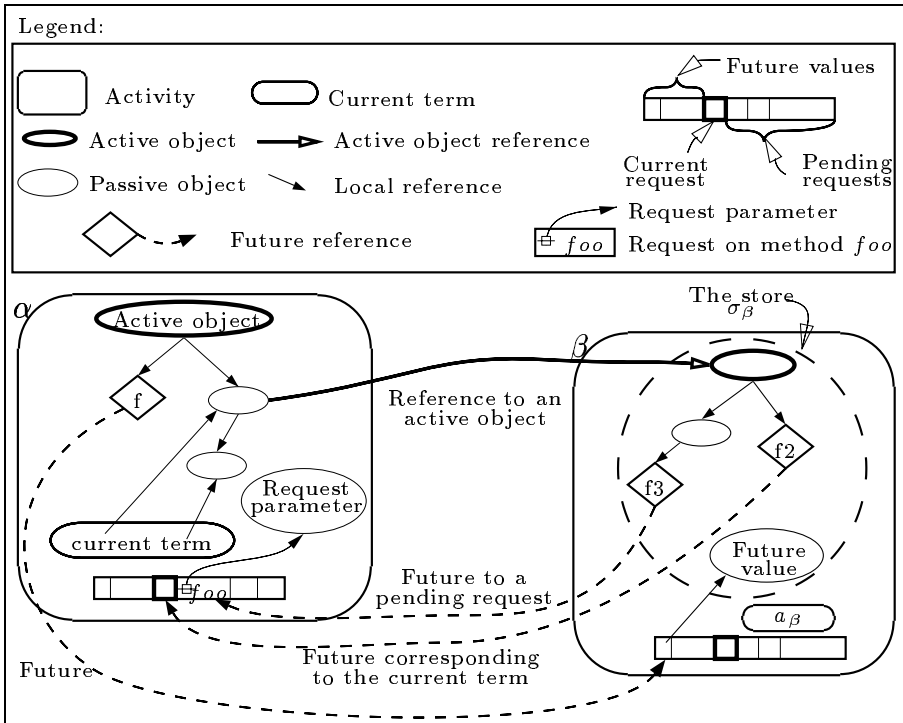 Legend:
Activity
Current term
Active object
Active object reference
Passive object
Local reference
Future reference
Future values
Current
request
Pending
requests
Request parameter
foo
Request on method foo
α
Active object
f
Request
parameter
current term
foo
Reference to an
active object
β
The store
σβ
f2
f3
Future
value
aβ
Future to a
pending request
Future corresponding
to the current term
Future